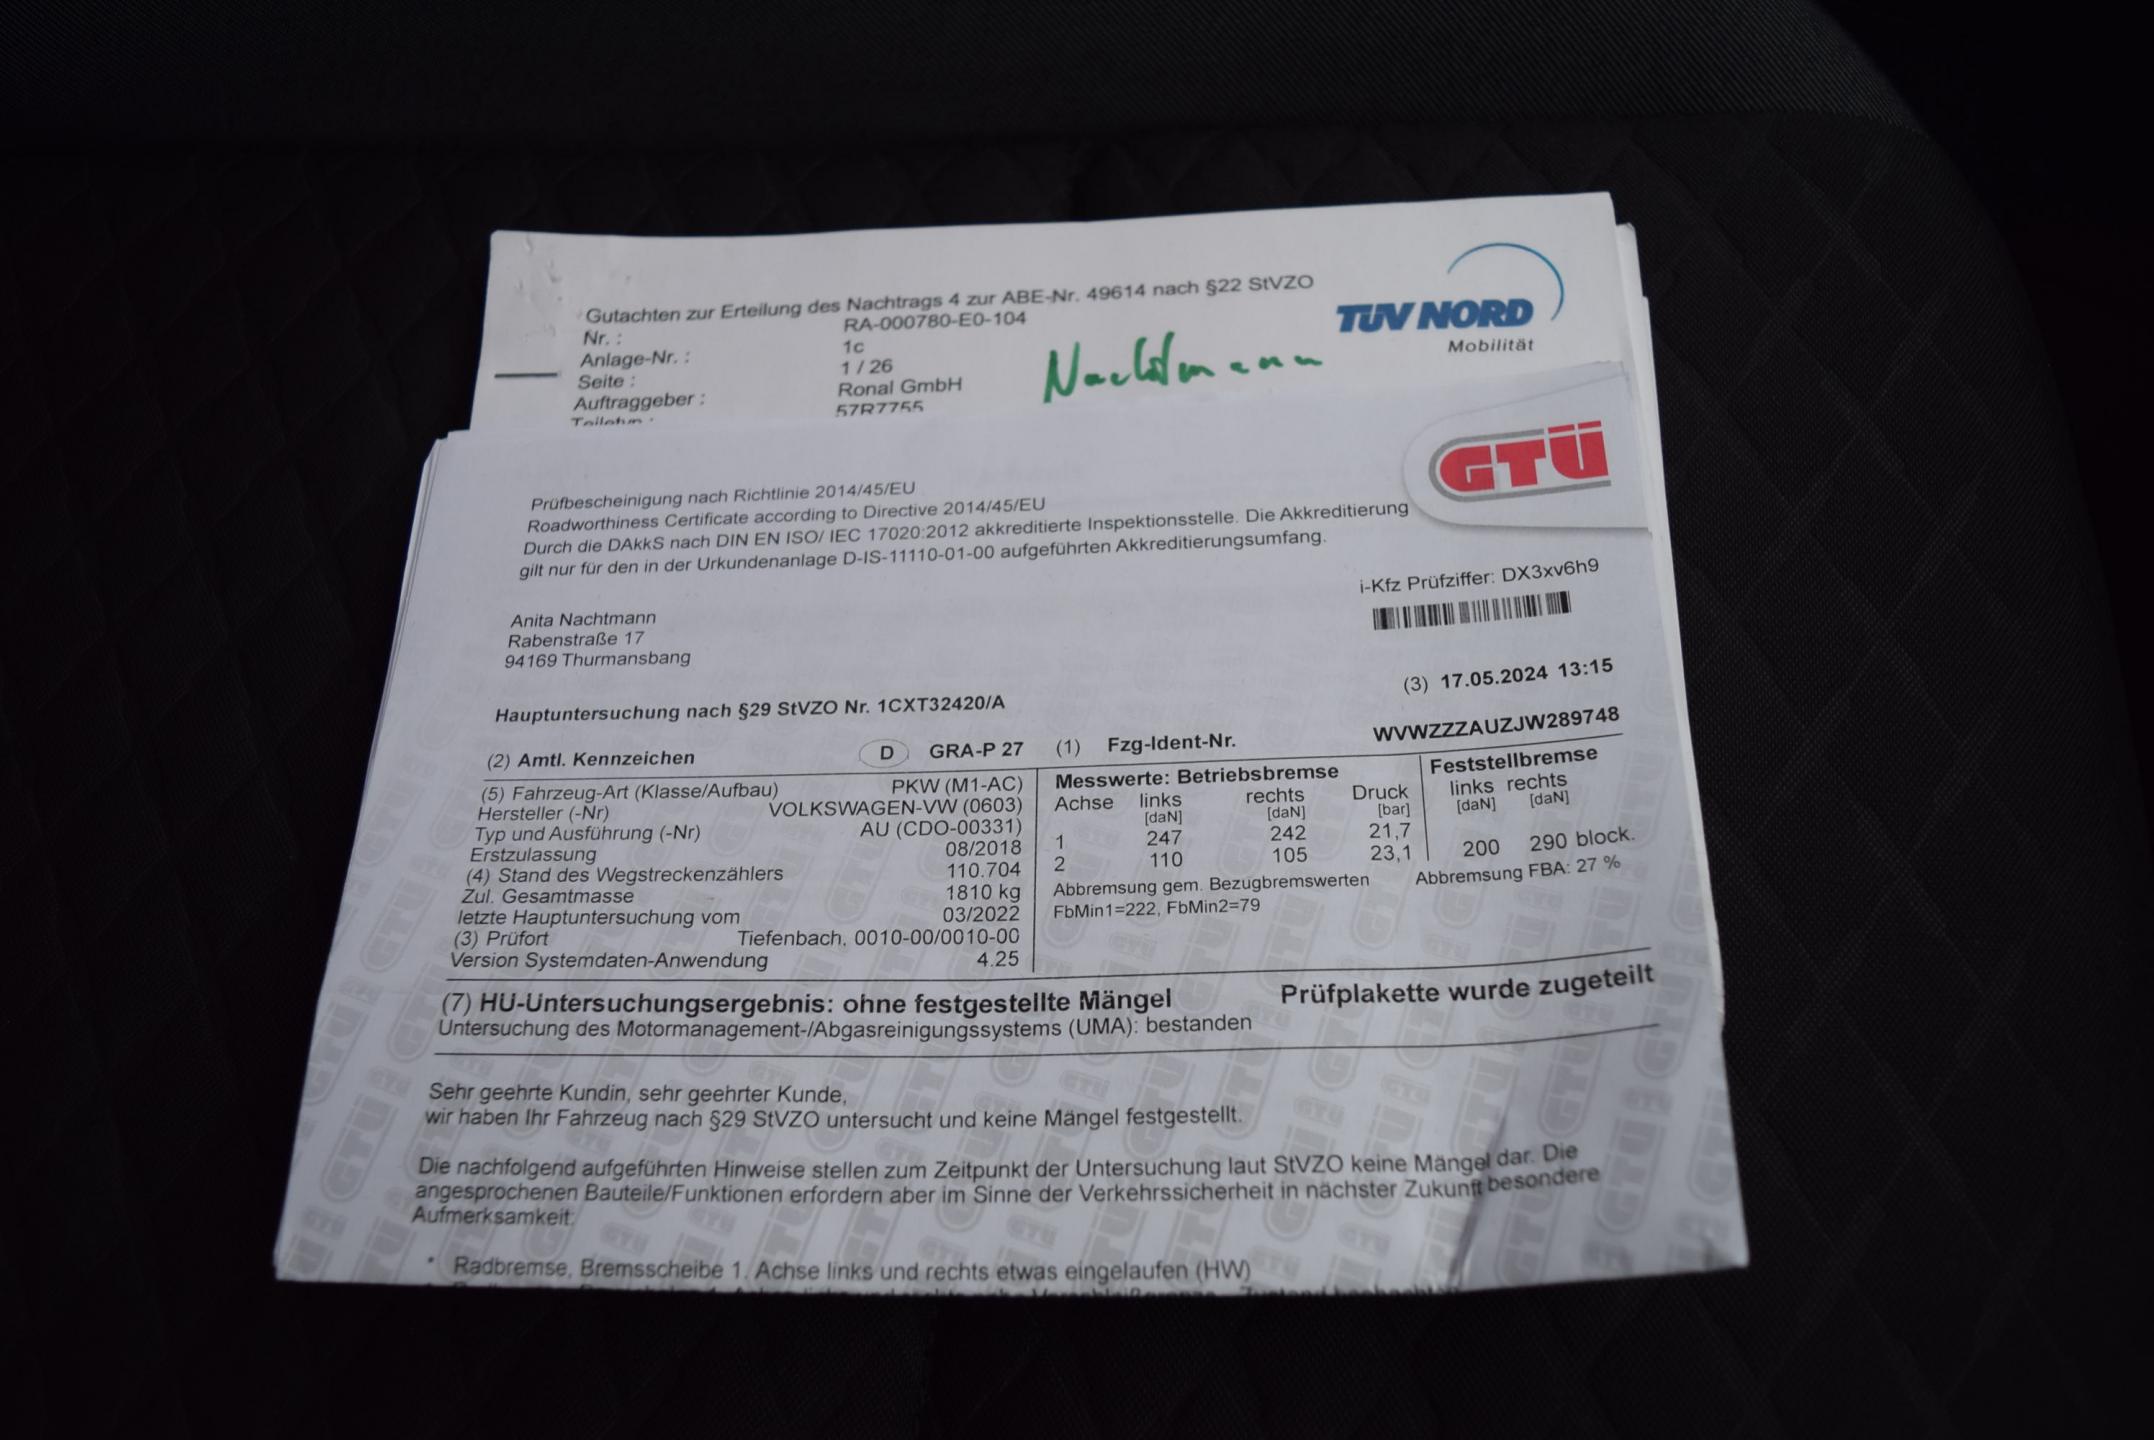 Gutachten zur Erteilung des Nachtrags 4 zur ABE-Nr. 49614 nach §22 StVZO
Nr. : RA-000780-E0-104
Anlage-Nr. : 1c
Seite : 1 / 26
Auftraggeber : Ronal GmbH
Teiletyp : 57R7755
Nachtmann
TÜV NORD
Mobilität
GTÜ
Prüfbescheinigung nach Richtlinie 2014/45/EU
Roadworthiness Certificate according to Directive 2014/45/EU
Durch die DAkkS nach DIN EN ISO/ IEC 17020:2012 akkreditierte Inspektionsstelle. Die Akkreditierung
gilt nur für den in der Urkundenanlage D-IS-11110-01-00 aufgeführten Akkreditierungsumfang.
i-Kfz Prüfziffer: DX3xv6h9
Anita Nachtmann
Rabenstraße 17
94169 Thurmansbang
(3) 17.05.2024 13:15
Hauptuntersuchung nach §29 StVZO Nr. 1CXT32420/A
(2) Amtl. Kennzeichen D GRA-P 27 (1) Fzg-Ident-Nr. WVWZZZAUZJW289748
(5) Fahrzeug-Art (Klasse/Aufbau) PKW (M1-AC)
Hersteller (-Nr) VOLKSWAGEN-VW (0603)
Typ und Ausführung (-Nr) AU (CDO-00331)
Erstzulassung 08/2018
(4) Stand des Wegstreckenzählers 110.704
Zul. Gesamtmasse 1810 kg
letzte Hauptuntersuchung vom 03/2022
(3) Prüfort Tiefenbach, 0010-00/0010-00
Version Systemdaten-Anwendung 4.25
Messwerte: Betriebsbremse Feststellbremse
Achse links rechts Druck links rechts
[daN] [daN] [bar] [daN] [daN]
1 247 242 21,7
2 110 105 23,1 200 290 block.
Abbremsung gem. Bezugbremswerten Abbremsung FBA: 27 %
FbMin1=222, FbMin2=79
(7) HU-Untersuchungsergebnis: ohne festgestellte Mängel Prüfplakette wurde zugeteilt
Untersuchung des Motormanagement-/Abgasreinigungssystems (UMA): bestanden
Sehr geehrte Kundin, sehr geehrter Kunde,
wir haben Ihr Fahrzeug nach §29 StVZO untersucht und keine Mängel festgestellt.
Die nachfolgend aufgeführten Hinweise stellen zum Zeitpunkt der Untersuchung laut StVZO keine Mängel dar. Die
angesprochenen Bauteile/Funktionen erfordern aber im Sinne der Verkehrssicherheit in nächster Zukunft besondere
Aufmerksamkeit:
* Radbremse, Bremsscheibe 1. Achse links und rechts etwas eingelaufen (HW)